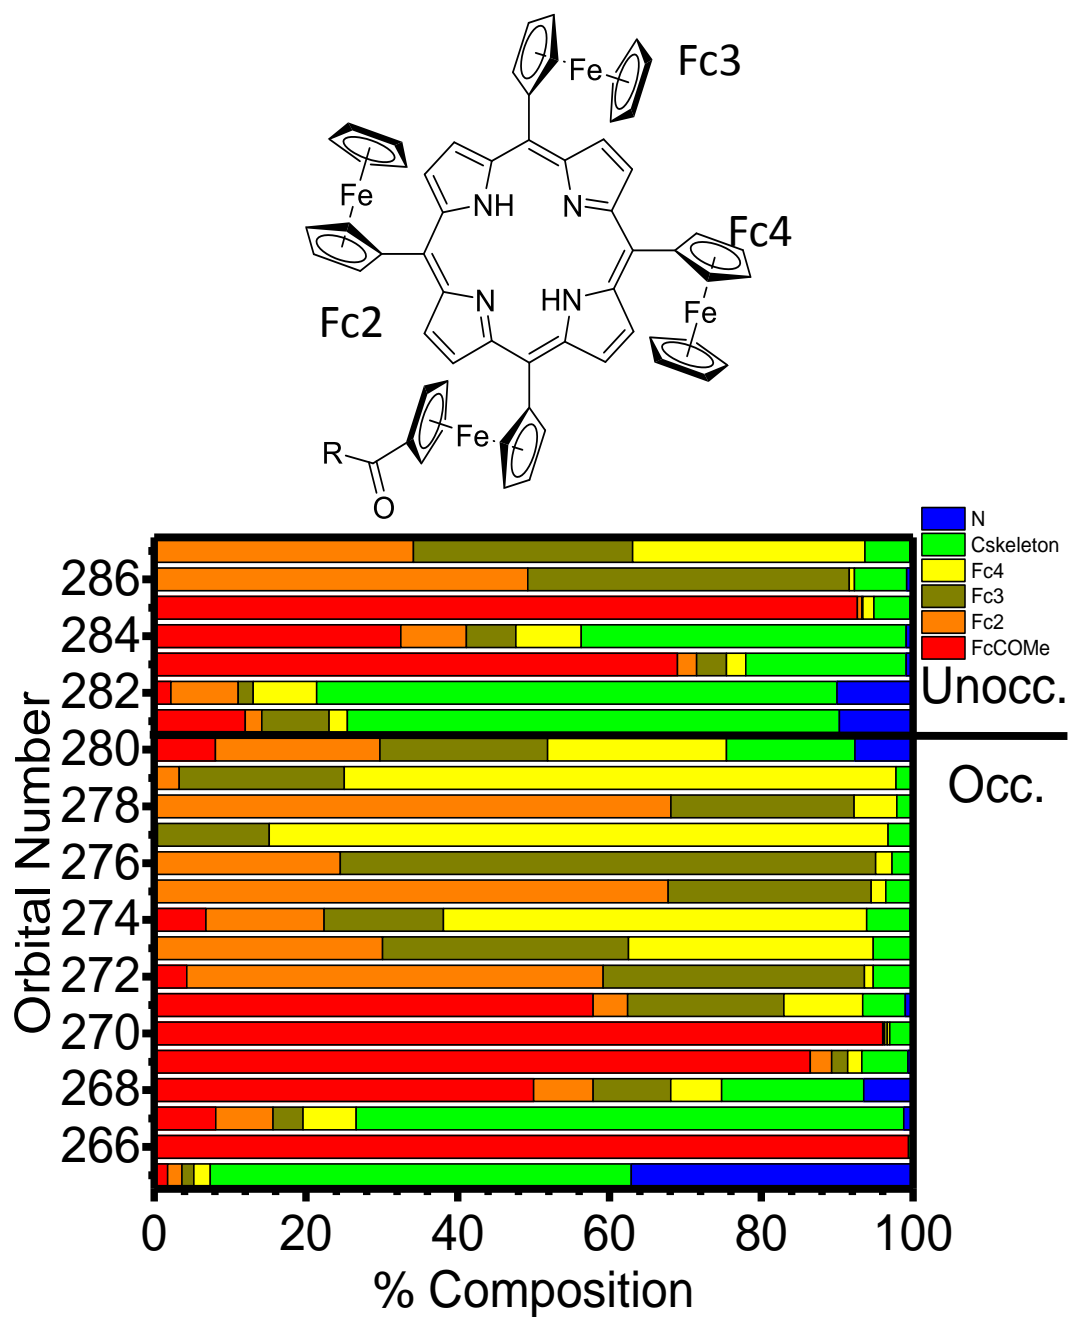 Fc3
Fe
Fe
NH
N
Fc4
N
HN
Fe
Fc2
Fe
R
O
N
Cskeleton
Fc4
Fc3
Fc2
FcCOMe
Unocc.
Occ.
Orbital Number
286
284
282
280
278
276
274
272
270
268
266
0 20 40 60 80 100
% Composition